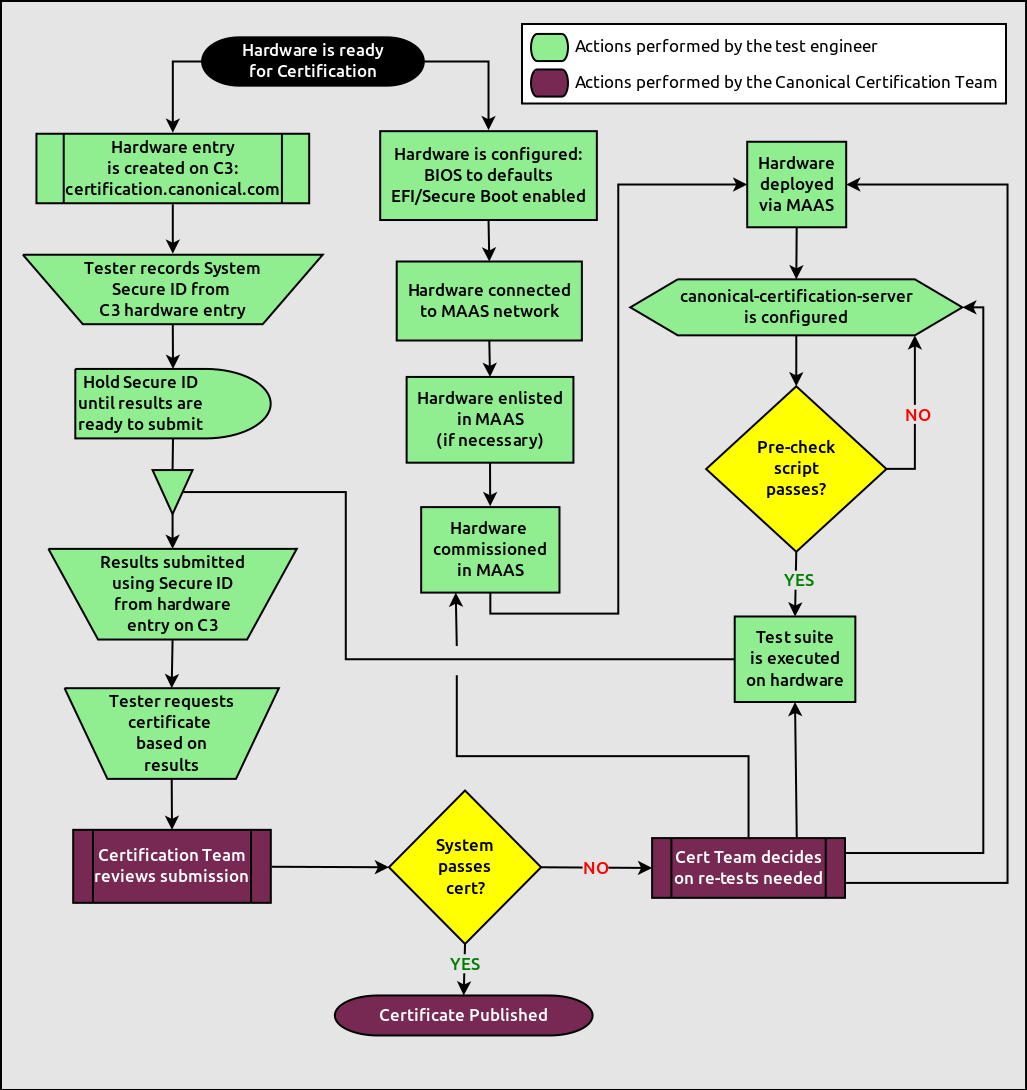 Hardware is ready
for Certification
Actions performed by the test engineer
Actions performed by the Canonical Certification Team
Hardware entry
is created on C3:
certification.canonical.com
Tester records System
Secure ID from
C3 hardware entry
Hold Secure ID
until results are
ready to submit
Results submitted
using Secure ID
from hardware
entry on C3
Tester requests
certificate
based on
results
Certification Team
reviews submission
Hardware is configured:
BIOS to defaults
EFI/Secure Boot enabled
Hardware connected
to MAAS network
Hardware enlisted
in MAAS
(if necessary)
Hardware
commissioned
in MAAS
Hardware
deployed
via MAAS
canonical-certification-server
is configured
NO
Pre-check
script
passes?
YES
Test suite
is executed
on hardware
System
passes
cert?
NO
Cert Team decides
on re-tests needed
YES
Certificate Published